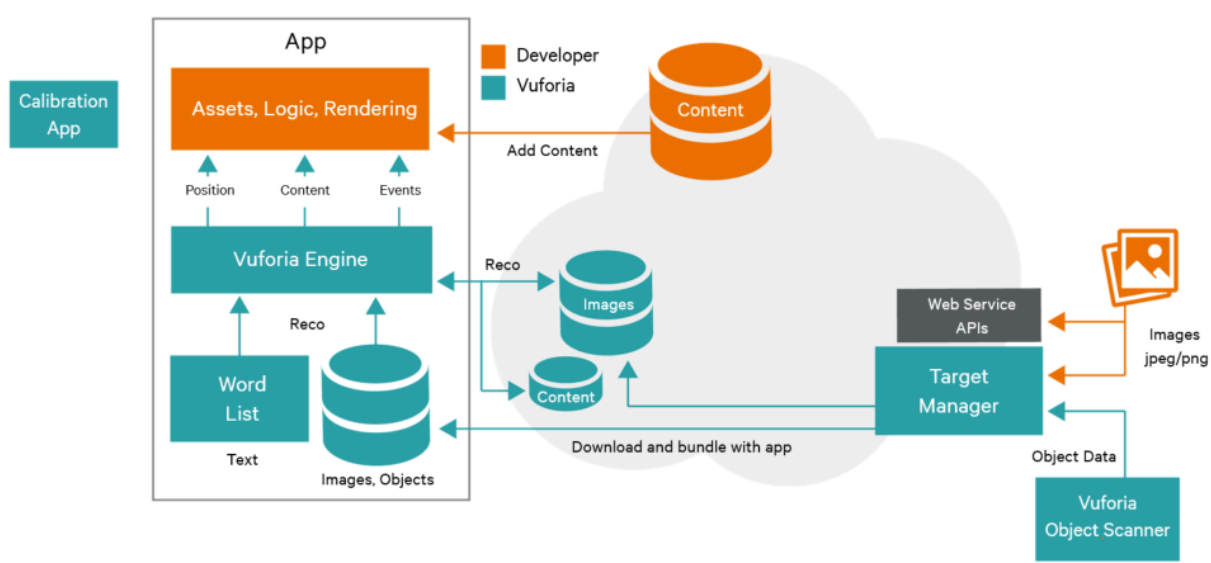 App
Developer
Vuforia
Calibration
App
Assets, Logic, Rendering
Content
Add Content
Position
Content
Events
Vuforia Engine
Reco
Images
Reco
Content
Word
List
Text
Images, Objects
Download and bundle with app
Web Service
APIs
Images
jpeg/png
Target
Manager
Object Data
Vuforia
Object Scanner